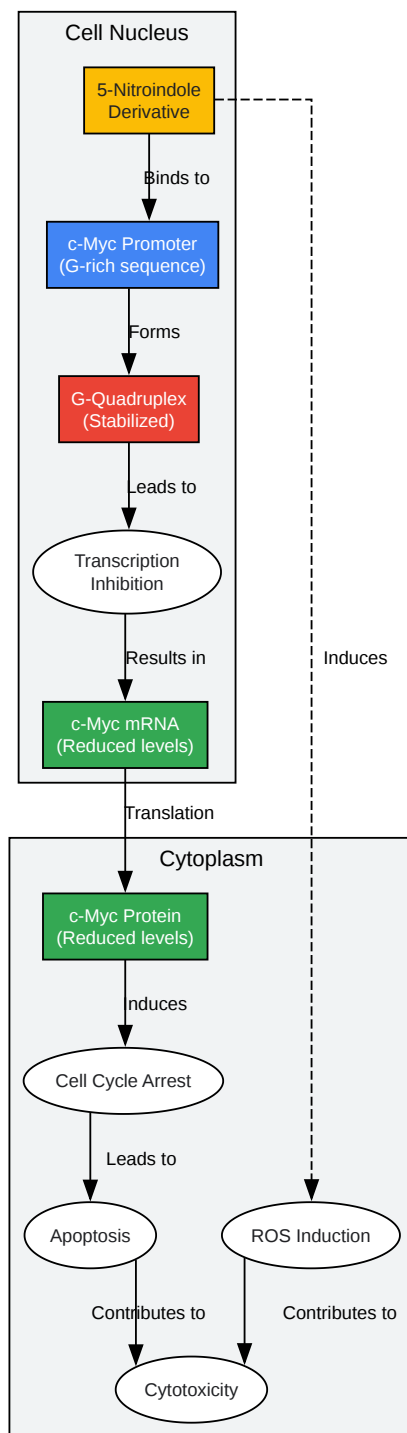 Cell Nucleus
5-Nitroindole
Derivative
Binds to
c-Myc Promoter
(G-rich sequence)
Forms
G-Quadruplex
(Stabilized)
Leads to
Transcription
Inhibition
Results in
Induces
c-Myc mRNA
(Reduced levels)
Translation
Cytoplasm
c-Myc Protein
(Reduced levels)
Induces
Cell Cycle Arrest
Leads to
Apoptosis
ROS Induction
Contributes to
Contributes to
Cytotoxicity